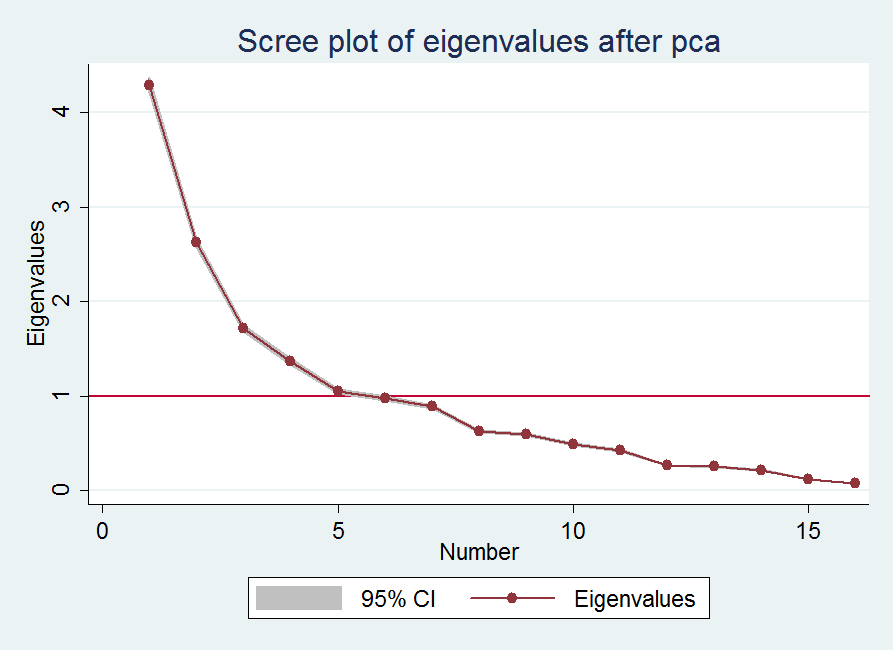 Scree plot of eigenvalues after pca
Eigenvalues
4
3
2
1
0
0 5 10 15
Number
95% CI Eigenvalues